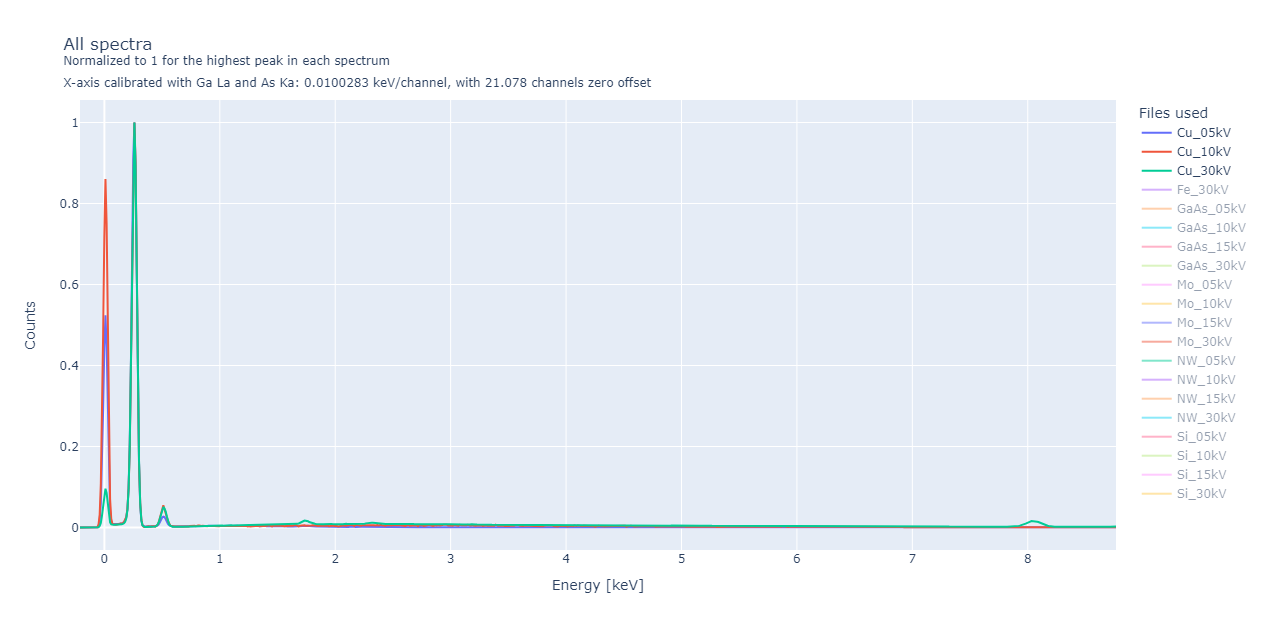 All spectra
Normalized to 1 for the highest peak in each spectrum
X-axis calibrated with Ga La and As Ka: 0.0100283 keV/channel, with 21.078 channels zero offset
Counts
1
0.8
0.6
0.4
0.2
0
0 1 2 3 4 5 6 7 8
Energy [keV]
Files used
Cu_05kV
Cu_10kV
Cu_30kV
Fe_30kV
GaAs_05kV
GaAs_10kV
GaAs_15kV
GaAs_30kV
Mo_05kV
Mo_10kV
Mo_15kV
Mo_30kV
NW_05kV
NW_10kV
NW_15kV
NW_30kV
Si_05kV
Si_10kV
Si_15kV
Si_30kV